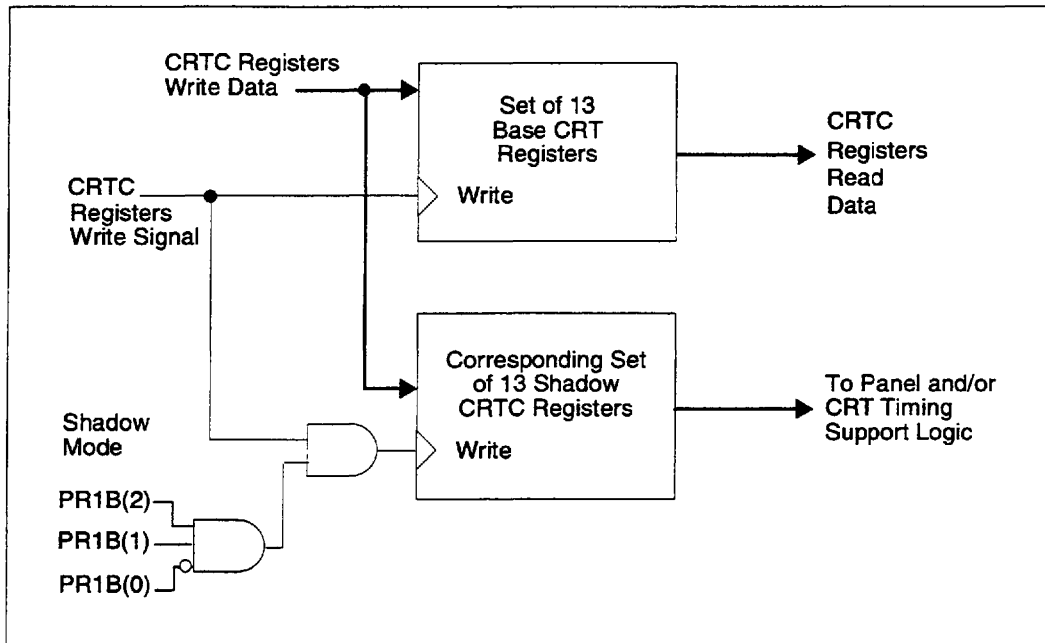 CRTC Registers
Write Data
Set of 13
Base CRT
Registers
Write
CRTC
Registers
Read
Data
CRTC
Registers
Write Signal
Corresponding Set
of 13 Shadow
CRTC Registers
Write
To Panel and/or
CRT Timing
Support Logic
Shadow
Mode
PR1B(2)
PR1B(1)
PR1B(0)